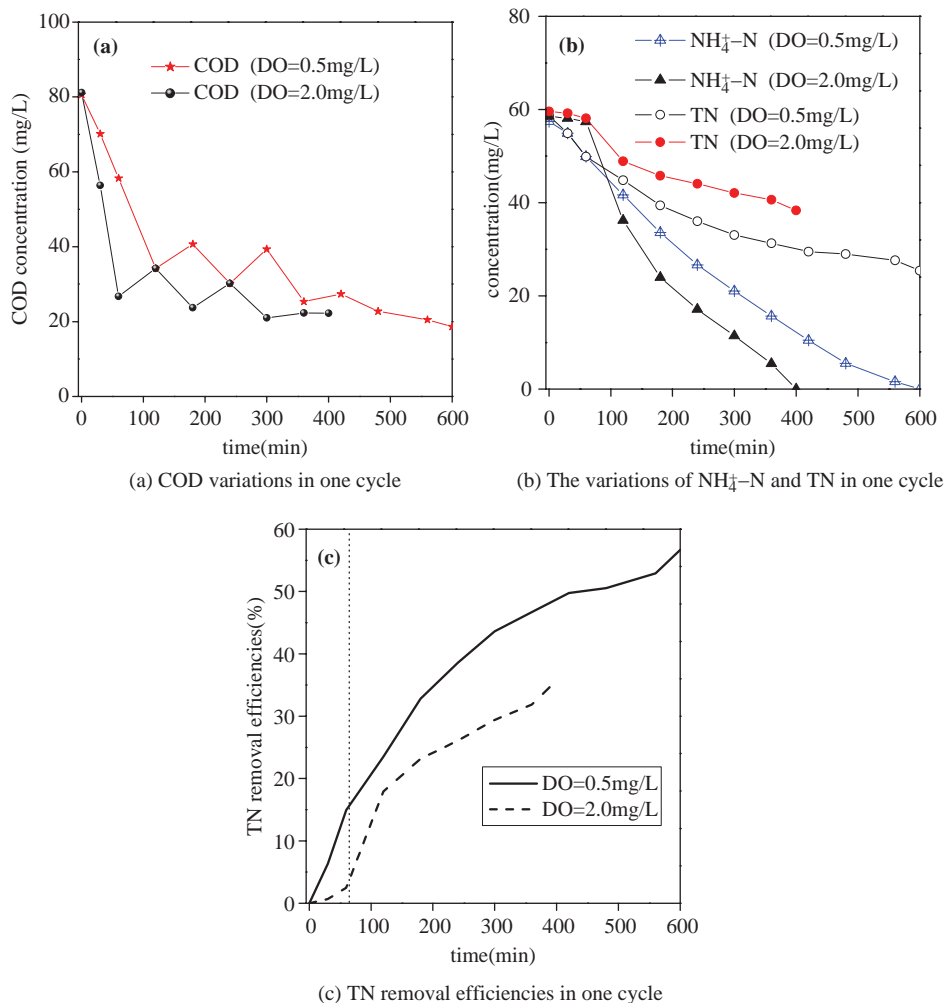 (a)
COD (DO=0.5mg/L)
COD (DO=2.0mg/L)
COD concentration (mg/L)
100
80
60
40
20
0
0 100 200 300 400 500 600
time(min)
(a) COD variations in one cycle
(b)
NH₄⁺–N (DO=0.5mg/L)
NH₄⁺–N (DO=2.0mg/L)
TN (DO=0.5mg/L)
TN (DO=2.0mg/L)
concentration(mg/L)
80
60
40
20
0
0 100 200 300 400 500 600
time(min)
(b) The variations of NH₄⁺–N and TN in one cycle
(c)
TN removal efficiencies(%)
60
50
40
30
20
10
0
DO=0.5mg/L
DO=2.0mg/L
0 100 200 300 400 500 600
time(min)
(c) TN removal efficiencies in one cycle